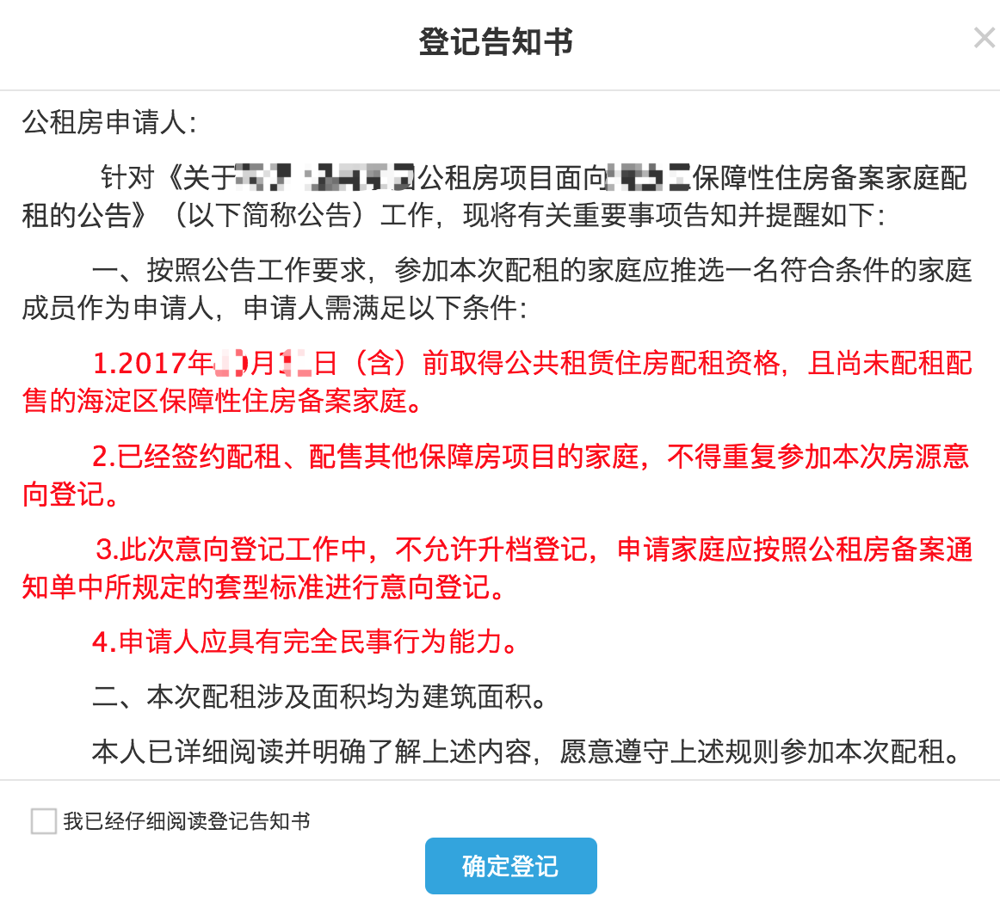 登记告知书
公租房申请人：
针对《关于公租房项目面向保障性住房备案家庭配
租的公告》（以下简称公告）工作，现将有关重要事项告知并提醒如下：
一、按照公告工作要求，参加本次配租的家庭应推选一名符合条件的家庭
成员作为申请人，申请人需满足以下条件：
1.2017年月日（含）前取得公共租赁住房配租资格，且尚未配租配
售的海淀区保障性住房备案家庭。
2.已经签约配租、配售其他保障房项目的家庭，不得重复参加本次房源意
向登记。
3.此次意向登记工作中，不允许升档登记，申请家庭应按照公租房备案通
知单中所规定的套型标准进行意向登记。
4.申请人应具有完全民事行为能力。
二、本次配租涉及面积均为建筑面积。
本人已详细阅读并明确了解上述内容，愿意遵守上述规则参加本次配租。
我已经仔细阅读登记告知书
确定登记